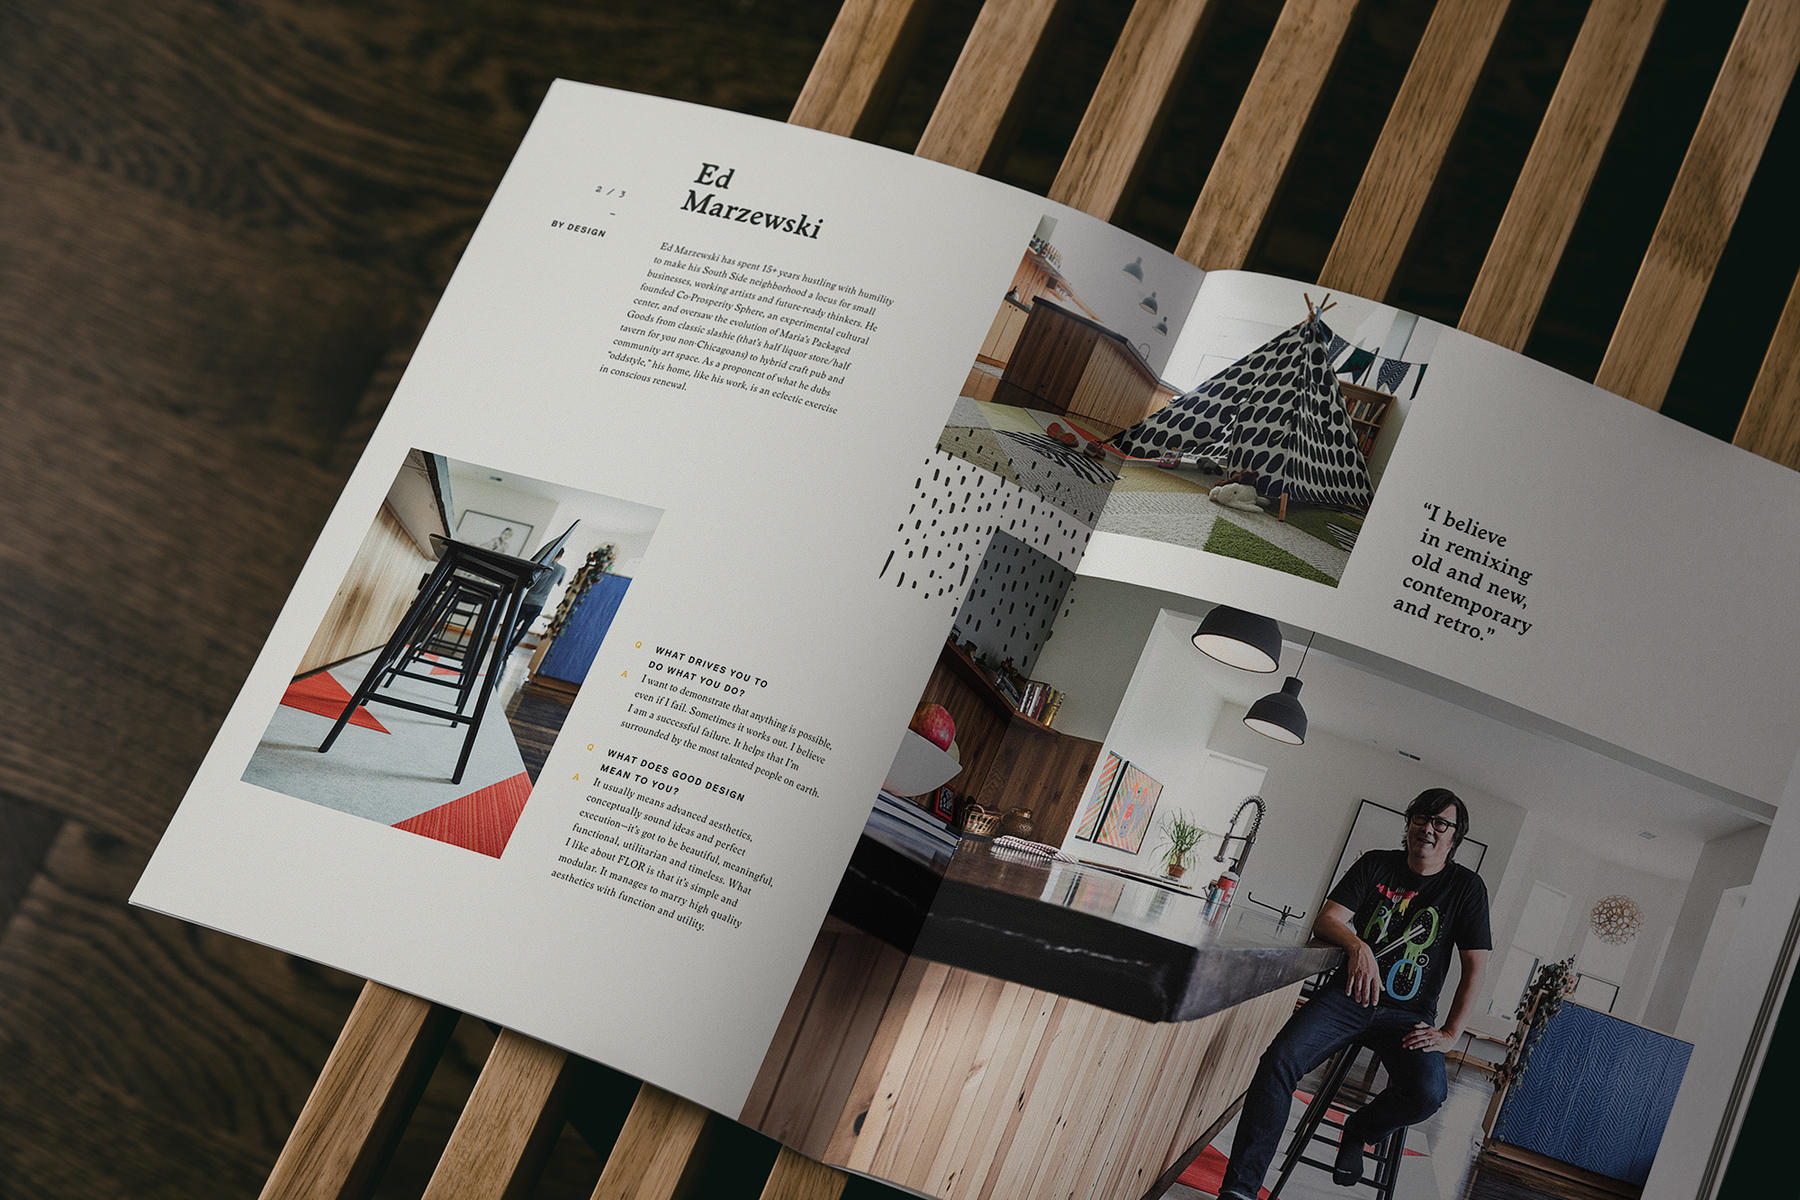 2 / 3
–
BY DESIGN
Ed
Marzewski
Ed Marzewski has spent 15+ years hustling with humility
to make his South Side neighborhood a locus for small
businesses, working artists and future-ready thinkers. He
founded Co-Prosperity Sphere, an experimental cultural
center, and oversaw the evolution of Maria's Packaged
Goods from classic slashie (that's half liquor store/half
tavern for you non-Chicagoans) to hybrid craft pub and
community art space. As a proponent of what he dubs
"oddstyle," his home, like his work, is an eclectic exercise
in conscious renewal.
Q WHAT DRIVES YOU TO
DO WHAT YOU DO?
A I want to demonstrate that anything is possible,
even if I fail. Sometimes it works out. I believe
I am a successful failure. It helps that I'm
surrounded by the most talented people on earth.
Q WHAT DOES GOOD DESIGN
MEAN TO YOU?
A It usually means advanced aesthetics,
conceptually sound ideas and perfect
execution—it's got to be beautiful, meaningful,
functional, utilitarian and timeless. What
I like about FLOR is that it's simple and
modular. It manages to marry high quality
aesthetics with function and utility.
“I believe
in remixing
old and new,
contemporary
and retro.”